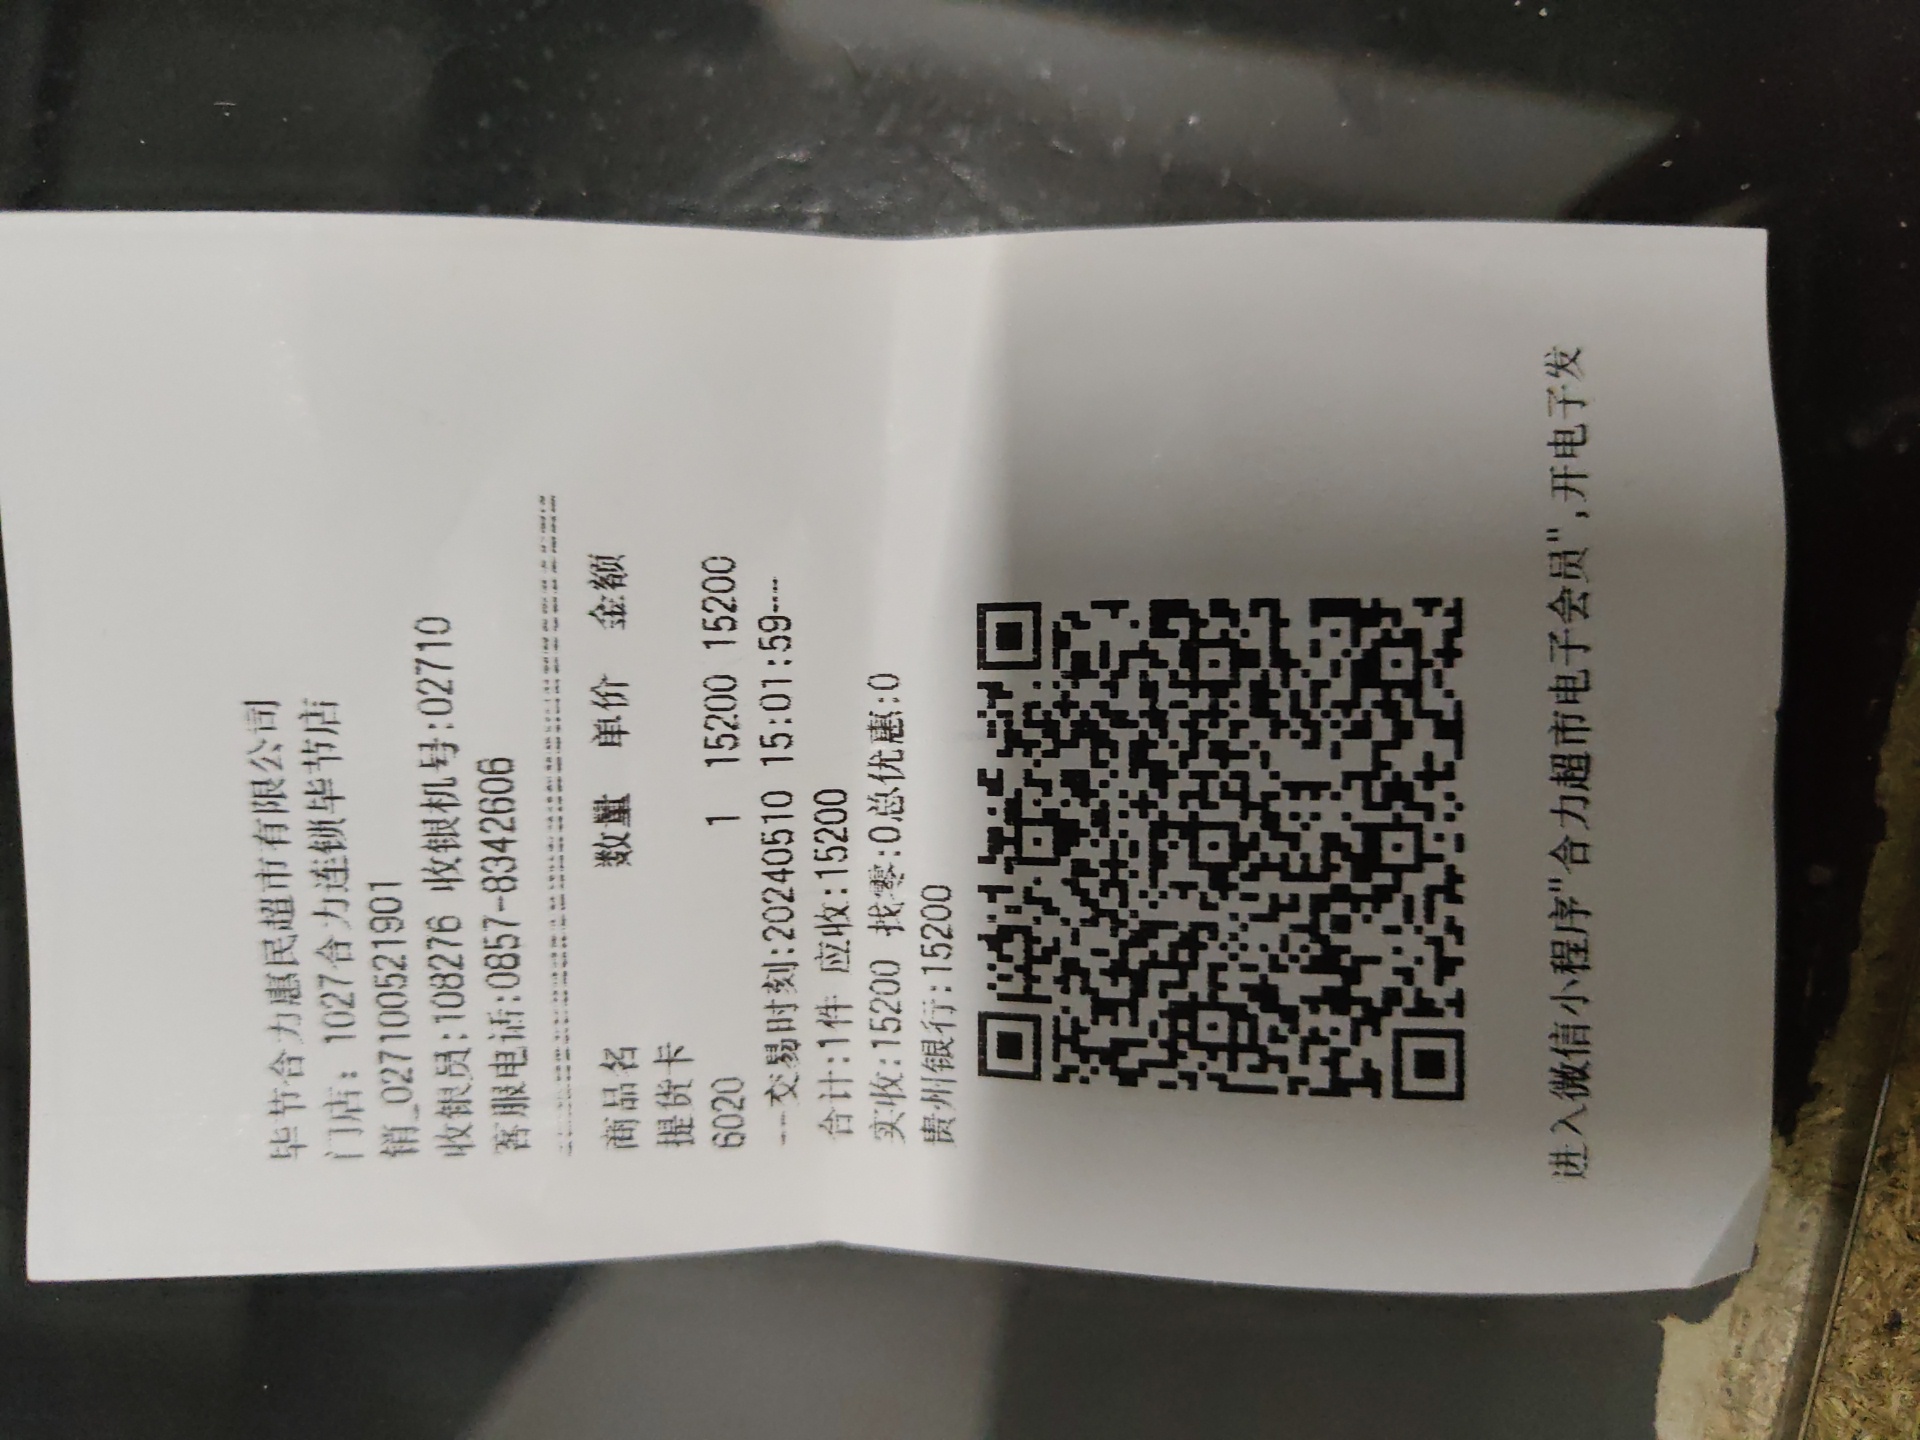 毕节合力惠民超市有限公司
门店: 1027合力连锁毕节店
销_027100521901
收银员:108276 收银机号:02710
客服电话:0857-8342606
商品名 数量 单价 金额
提货卡
6020 1 15200 15200
---交易时刻:20240510 15:01:59---
合计:1件 应收:15200
实收:15200 找零:0总优惠:0
贵州银行:15200
进入微信小程序"合力超市电子会员",开电子发